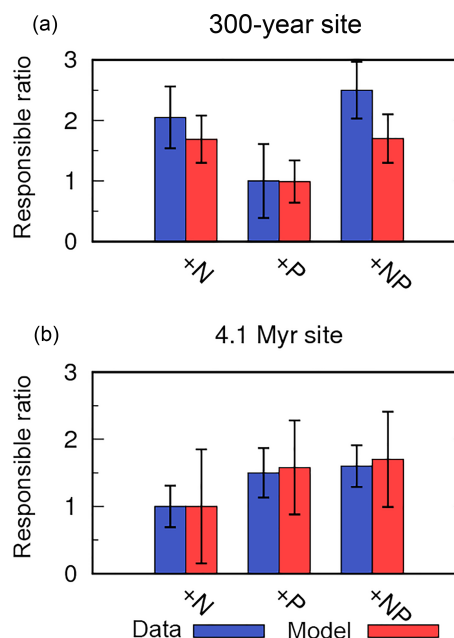 (a) 300-year site
Responsible ratio
3
2
1
0
+N +P +NP
(b) 4.1 Myr site
Responsible ratio
3
2
1
0
+N +P +NP
Data Model